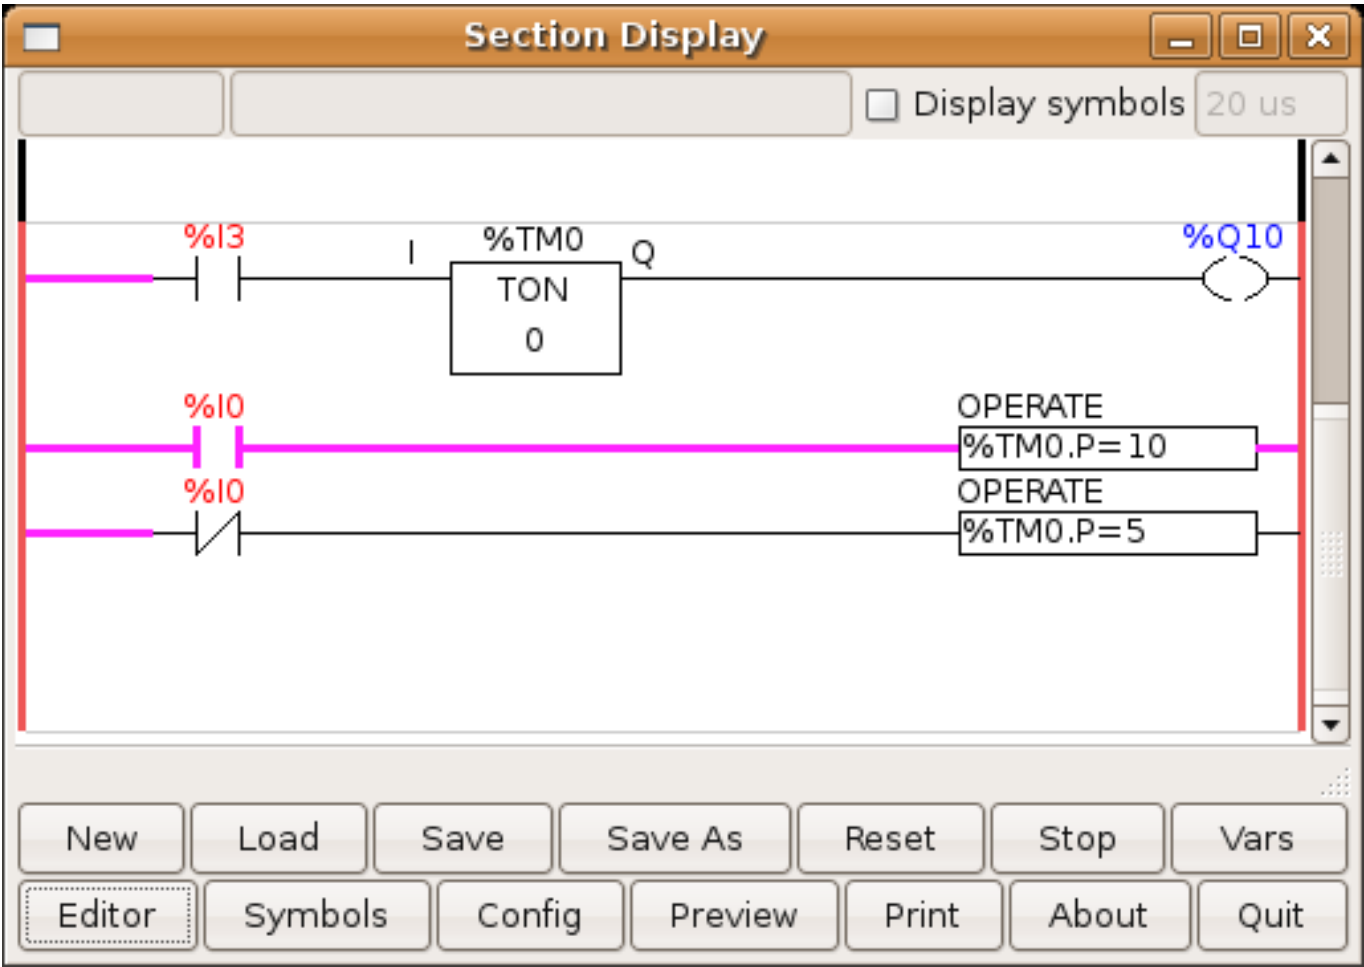 Section Display
Display symbols 20 us
%I3 I %TM0 Q %Q10
TON
0
%I0 OPERATE
%TM0.P=10
%I0 OPERATE
%TM0.P=5
New Load Save Save As Reset Stop Vars
Editor Symbols Config Preview Print About Quit